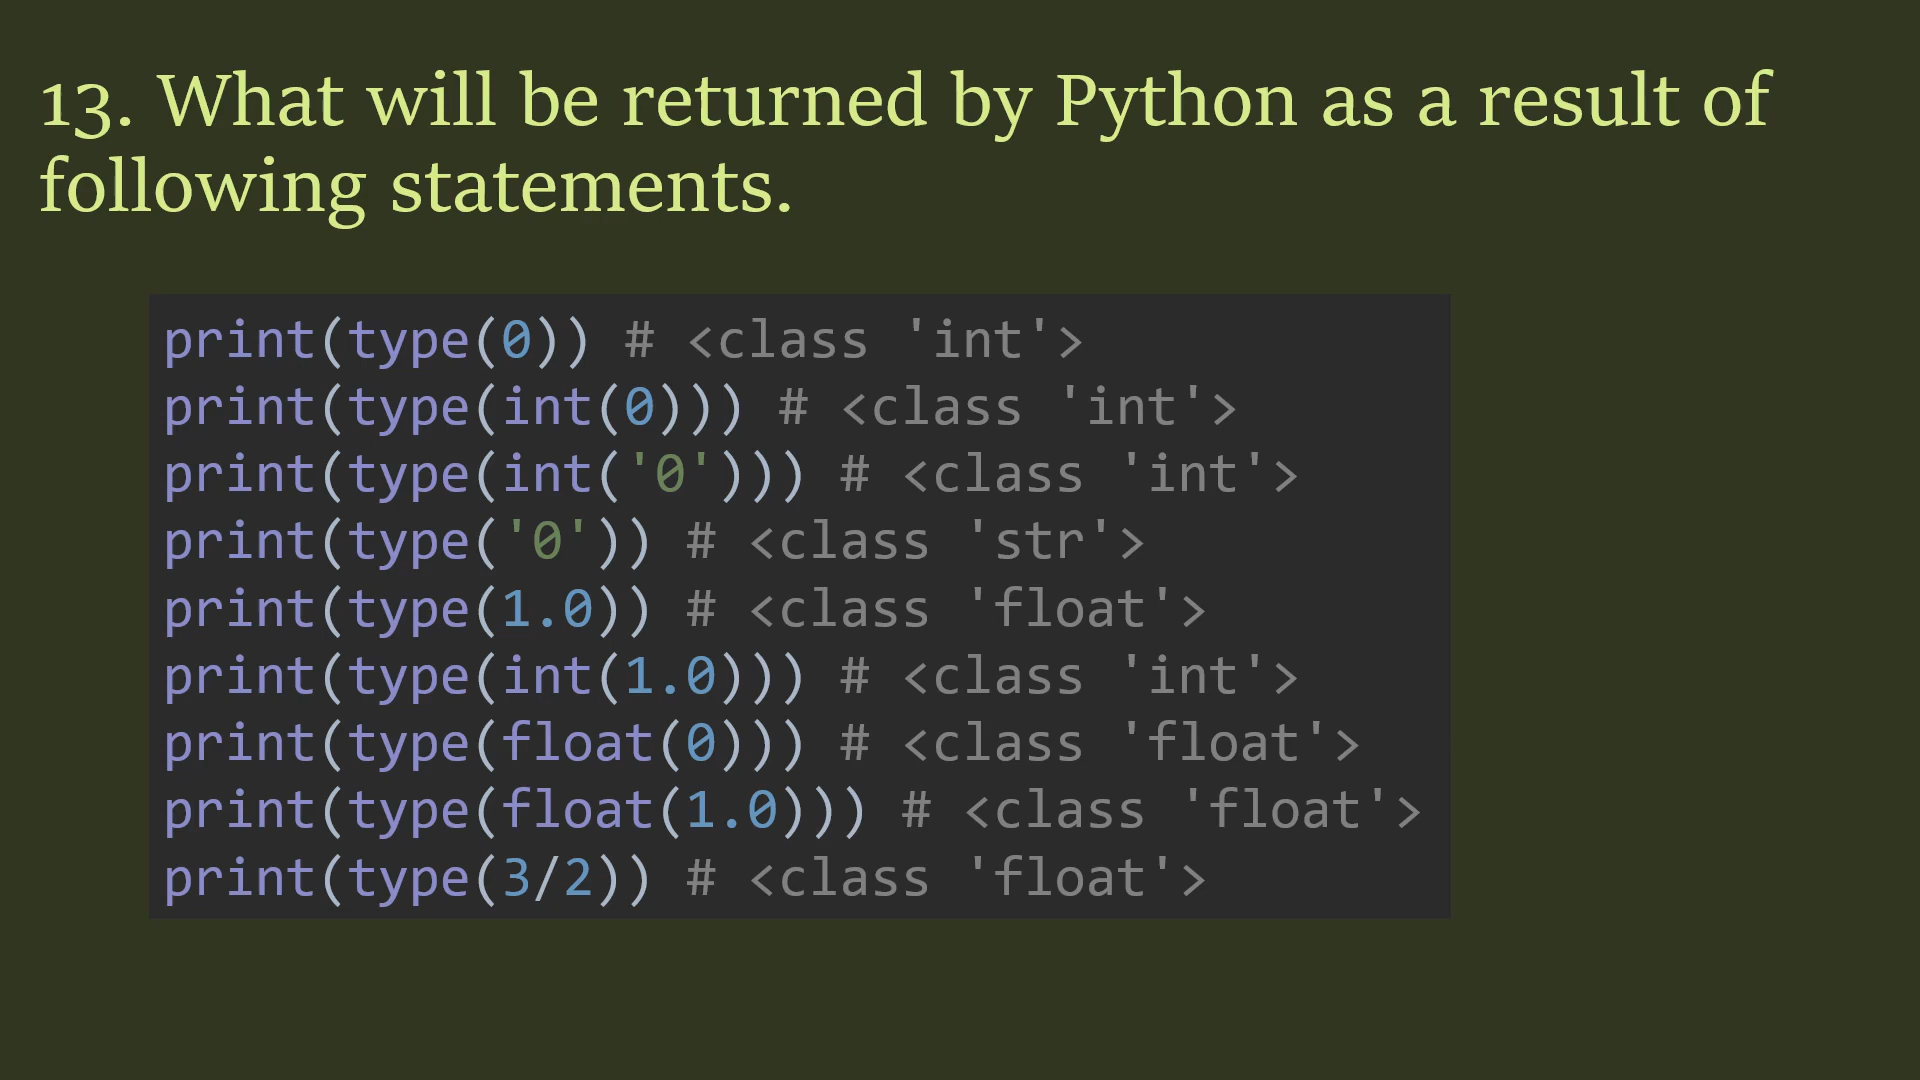 13. What will be returned by Python as a result of
following statements.
print(type(0)) # <class 'int'>
print(type(int(0))) # <class 'int'>
print(type(int('0'))) # <class 'int'>
print(type('0')) # <class 'str'>
print(type(1.0)) # <class 'float'>
print(type(int(1.0))) # <class 'int'>
print(type(float(0))) # <class 'float'>
print(type(float(1.0))) # <class 'float'>
print(type(3/2)) # <class 'float'>